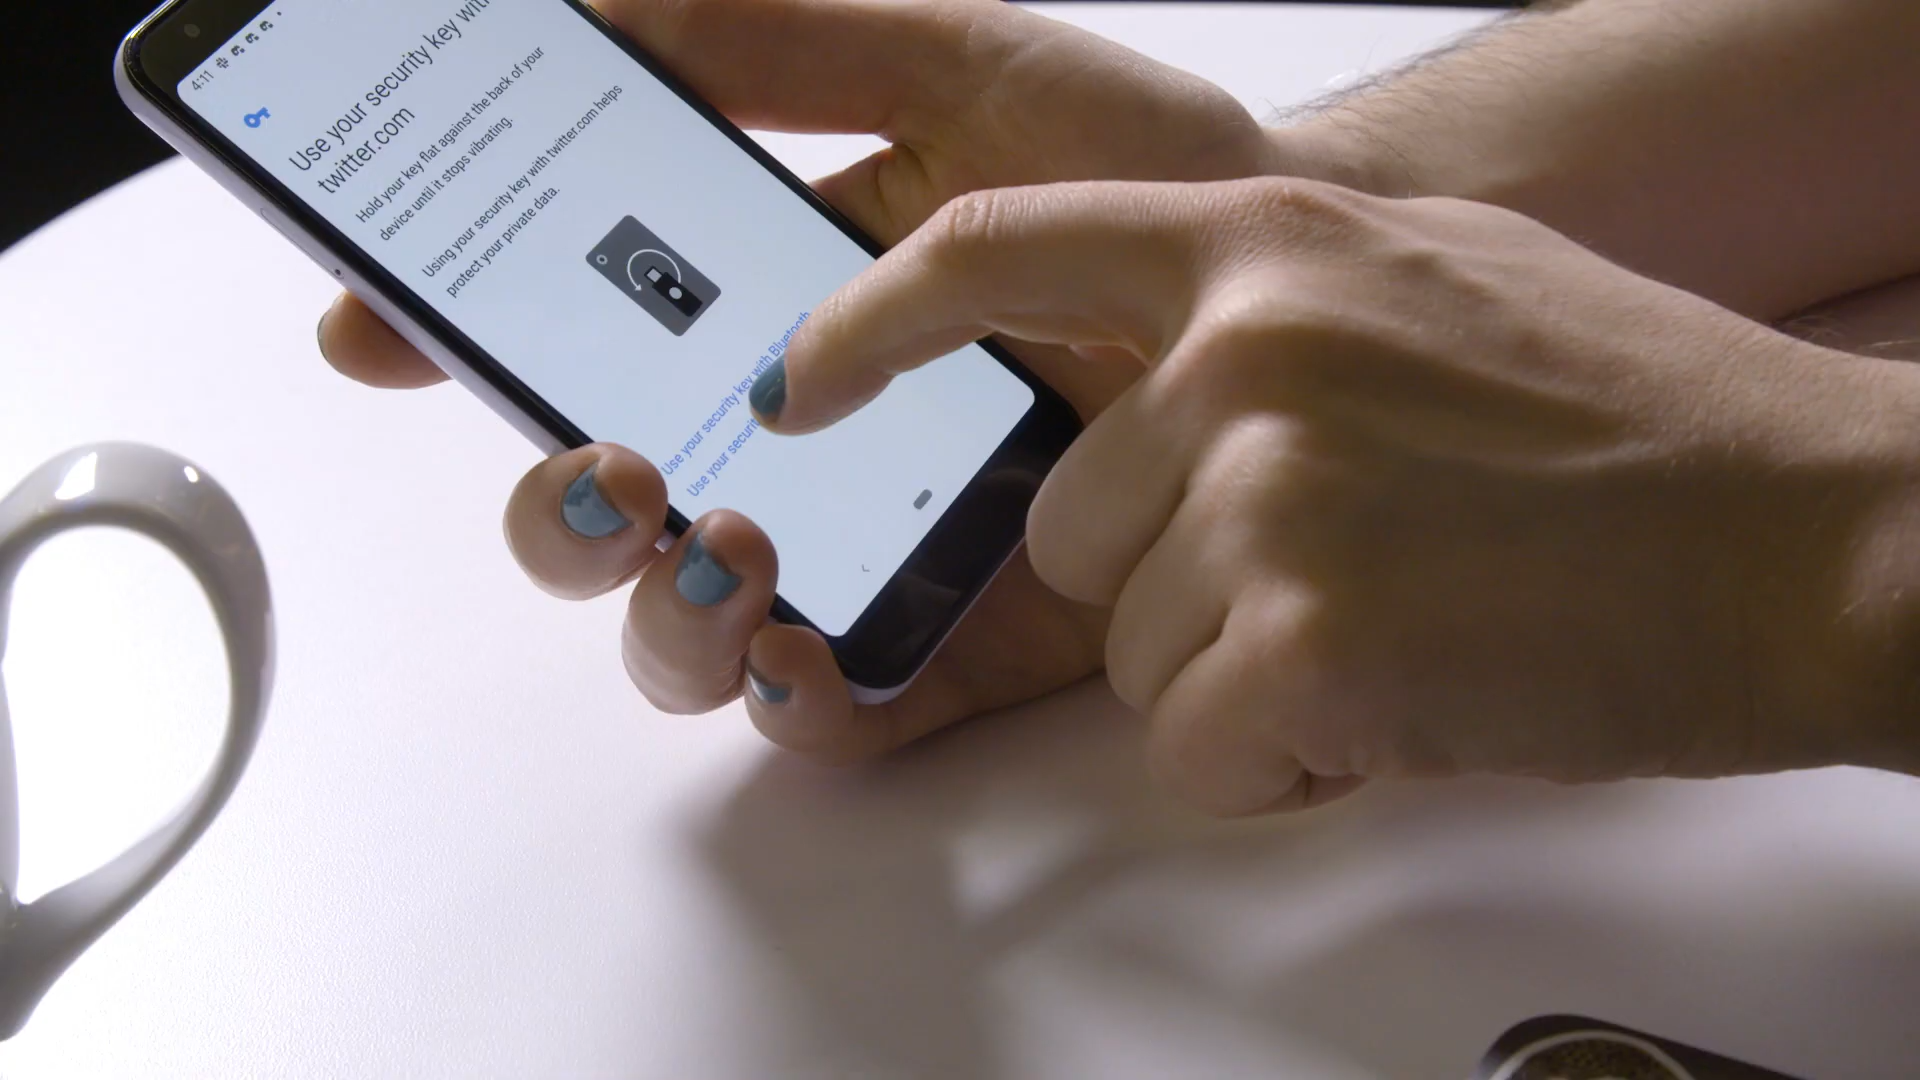 4:11
Use your security key with
twitter.com
Hold your key flat against the back of your
device until it stops vibrating.
Using your security key with twitter.com helps
protect your private data.
Use your security key with Bluetooth
Use your